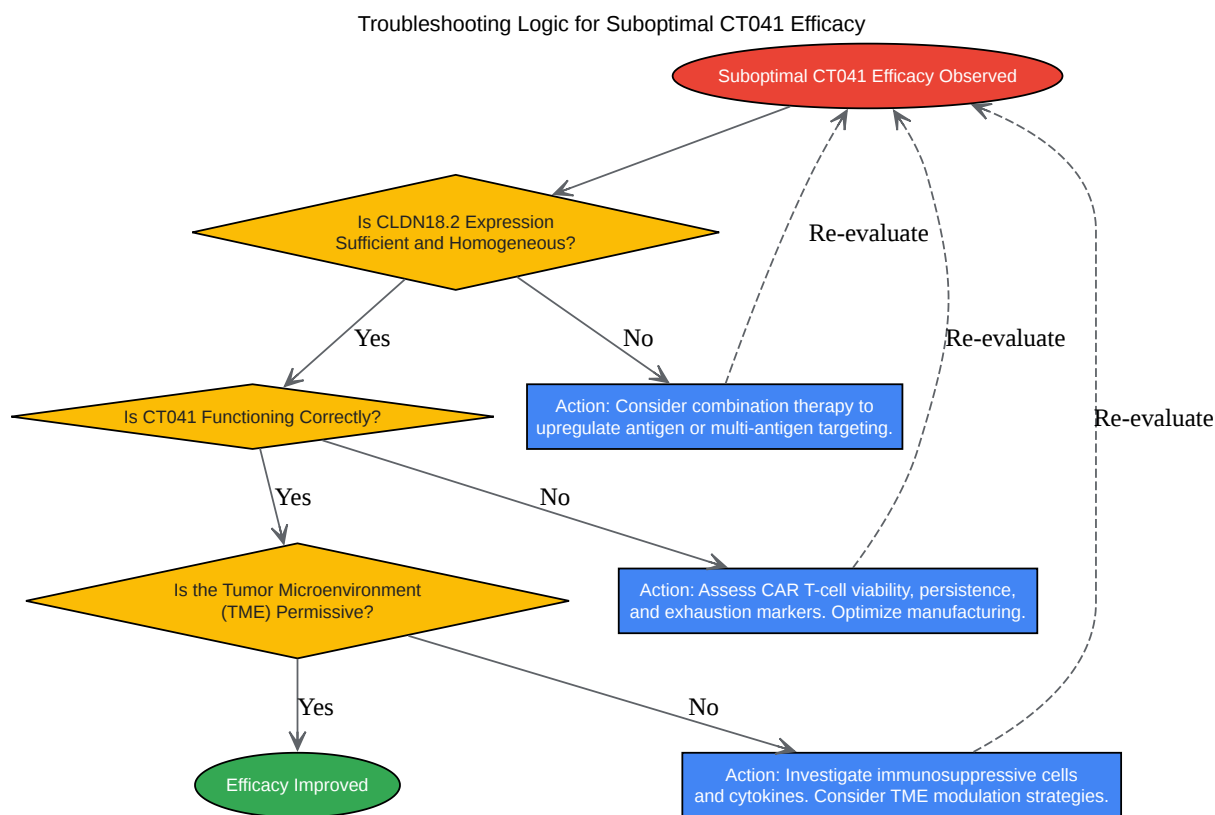 Troubleshooting Logic for Suboptimal CT041 Efficacy
Suboptimal CT041 Efficacy Observed
Is CLDN18.2 Expression
Sufficient and Homogeneous?
Re-evaluate
Yes
No
Re-evaluate
Is CT041 Functioning Correctly?
Action: Consider combination therapy to
upregulate antigen or multi-antigen targeting.
Re-evaluate
Yes
No
Is the Tumor Microenvironment
(TME) Permissive?
Action: Assess CAR T-cell viability, persistence,
and exhaustion markers. Optimize manufacturing.
Yes
No
Efficacy Improved
Action: Investigate immunosuppressive cells
and cytokines. Consider TME modulation strategies.